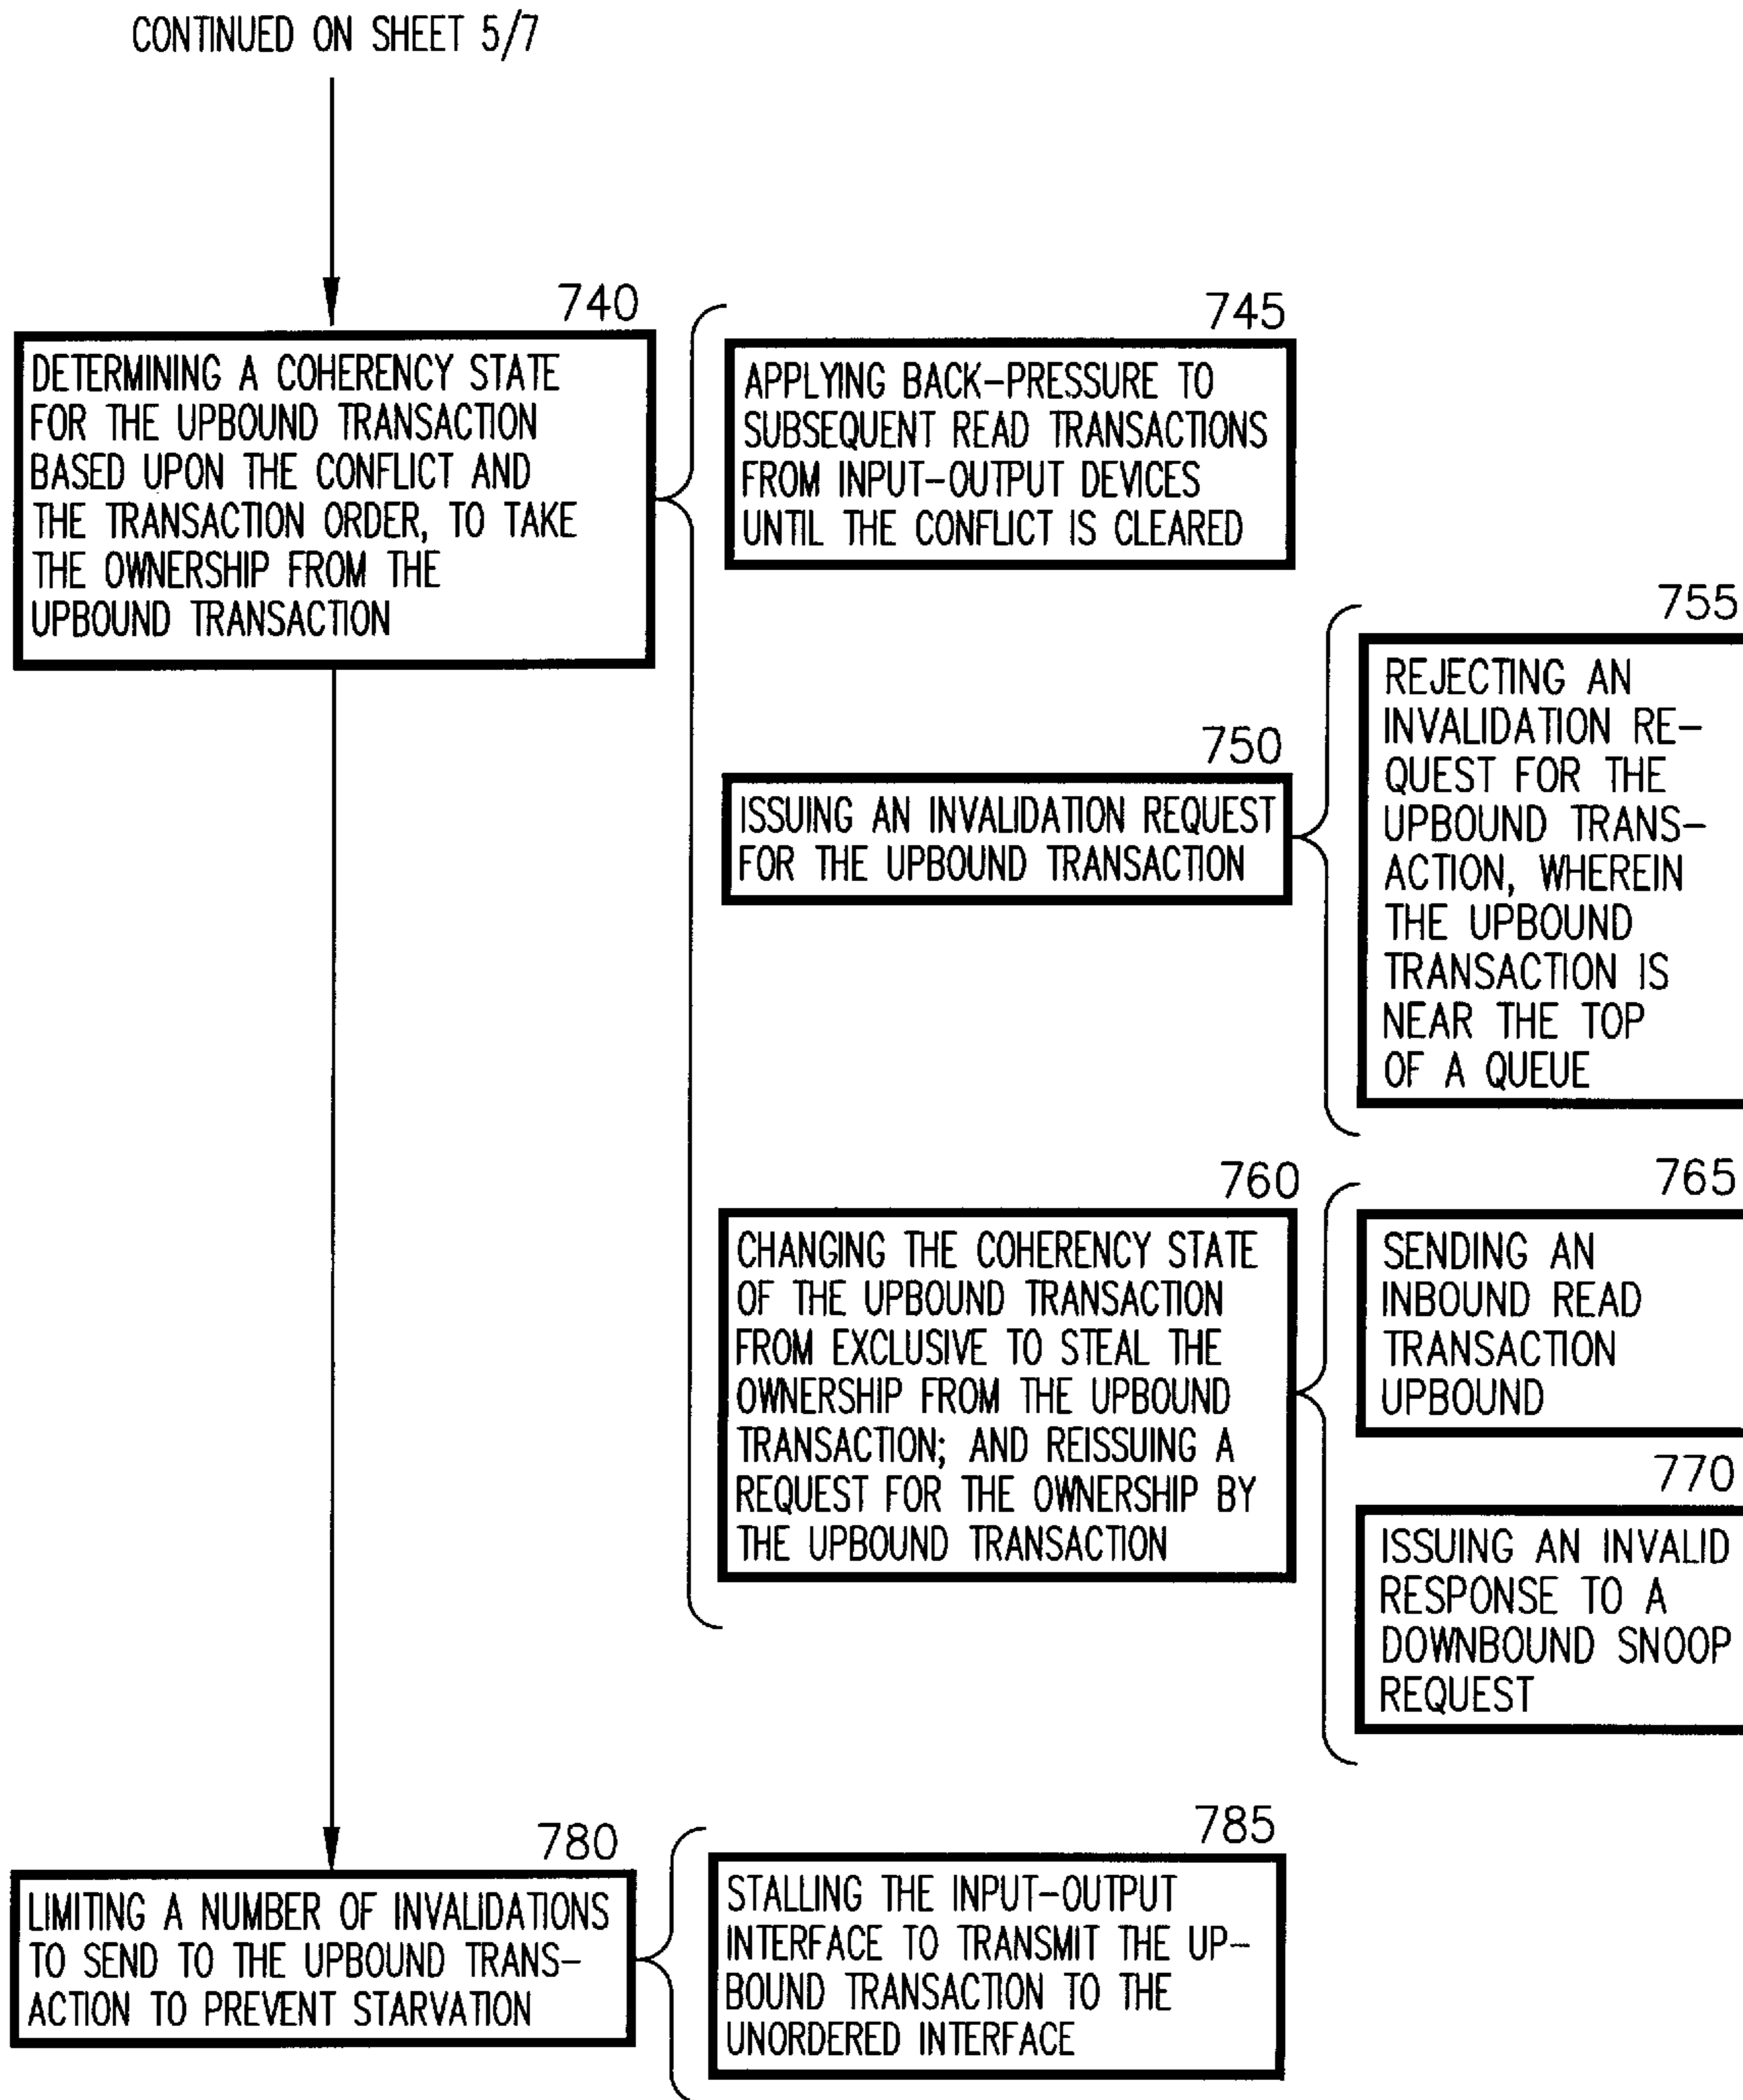 CONTINUED ON SHEET 5/7
740
DETERMINING A COHERENCY STATE
FOR THE UPBOUND TRANSACTION
BASED UPON THE CONFLICT AND
THE TRANSACTION ORDER, TO TAKE
THE OWNERSHIP FROM THE
UPBOUND TRANSACTION
745
APPLYING BACK-PRESSURE TO
SUBSEQUENT READ TRANSACTIONS
FROM INPUT-OUTPUT DEVICES
UNTIL THE CONFLICT IS CLEARED
750
ISSUING AN INVALIDATION REQUEST
FOR THE UPBOUND TRANSACTION
755
REJECTING AN
INVALIDATION RE-
QUEST FOR THE
UPBOUND TRANS-
ACTION, WHEREIN
THE UPBOUND
TRANSACTION IS
NEAR THE TOP
OF A QUEUE
760
CHANGING THE COHERENCY STATE
OF THE UPBOUND TRANSACTION
FROM EXCLUSIVE TO STEAL THE
OWNERSHIP FROM THE UPBOUND
TRANSACTION; AND REISSUING A
REQUEST FOR THE OWNERSHIP BY
THE UPBOUND TRANSACTION
765
SENDING AN
INBOUND READ
TRANSACTION
UPBOUND
770
ISSUING AN INVALID
RESPONSE TO A
DOWNBOUND SNOOP
REQUEST
780
LIMITING A NUMBER OF INVALIDATIONS
TO SEND TO THE UPBOUND TRANS-
ACTION TO PREVENT STARVATION
785
STALLING THE INPUT-OUTPUT
INTERFACE TO TRANSMIT THE UP-
BOUND TRANSACTION TO THE
UNORDERED INTERFACE